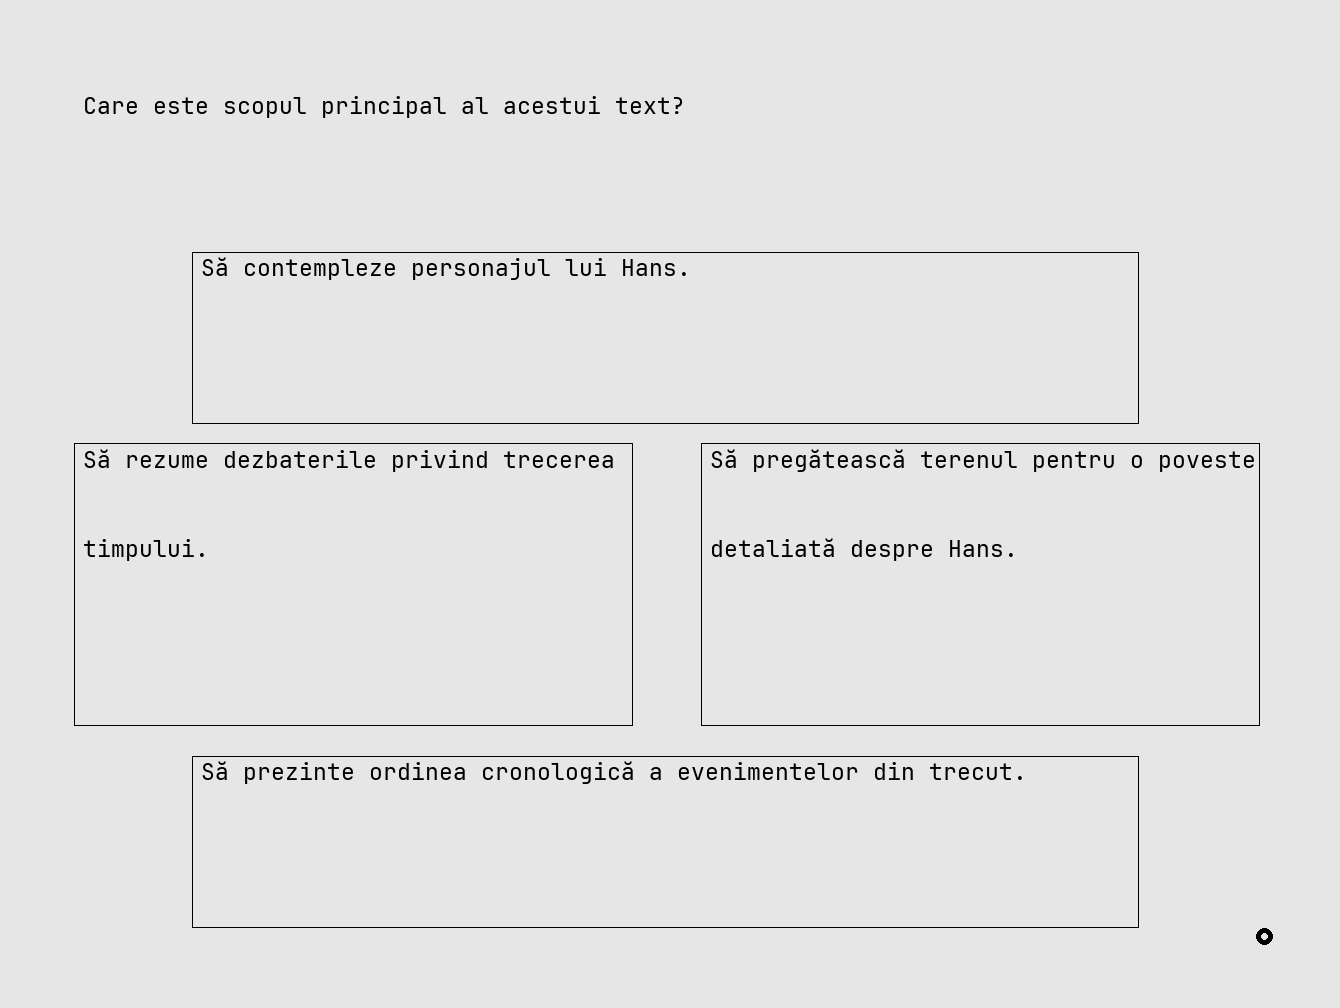 Care este scopul principal al acestui text?
Să contempleze personajul lui Hans.
Să rezume dezbaterile privind trecerea
timpului.
Să pregătească terenul pentru o poveste
detaliată despre Hans.
Să prezinte ordinea cronologică a evenimentelor din trecut.